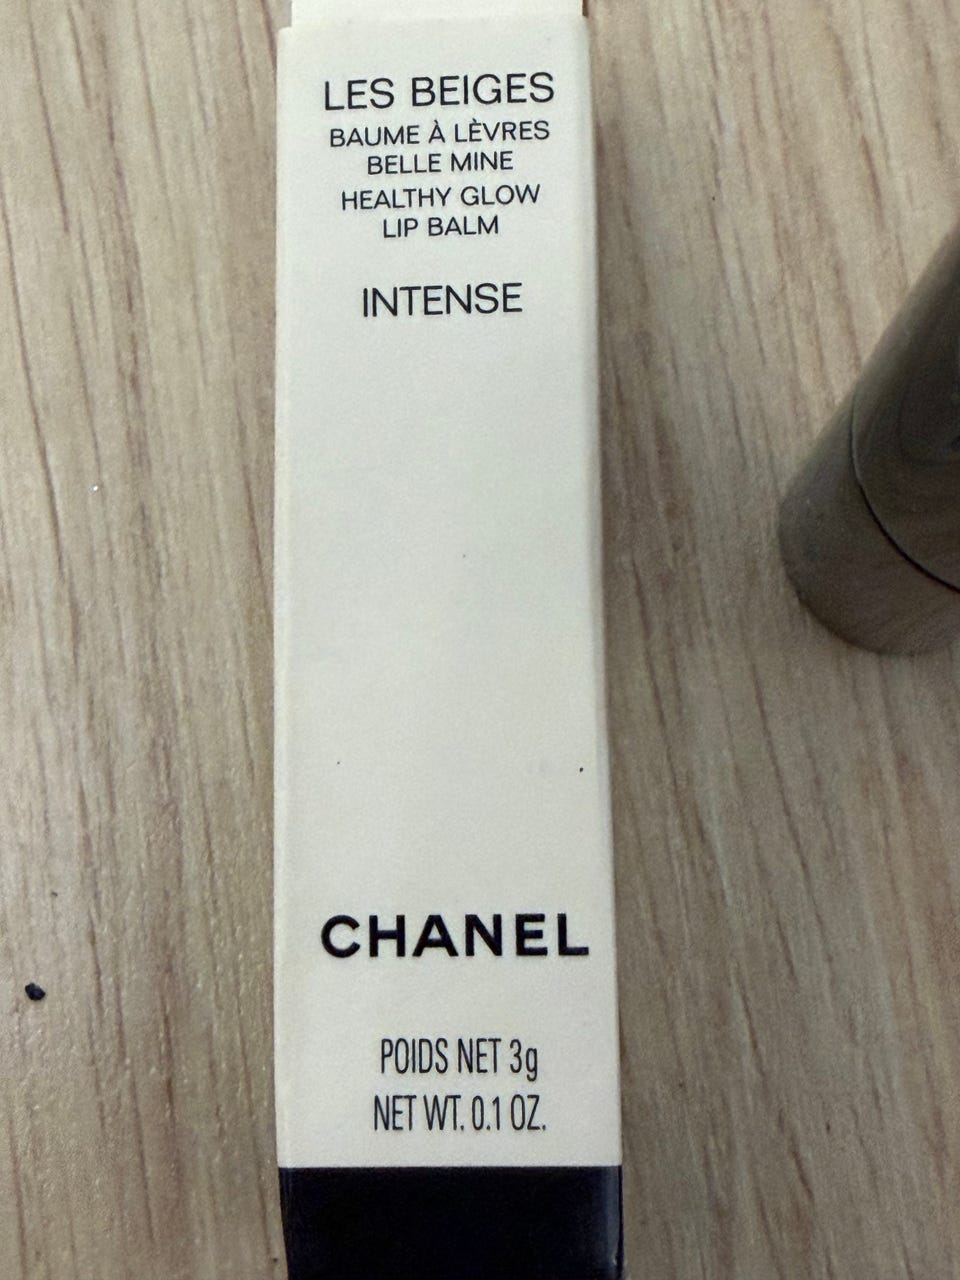 LES BEIGES
BAUME À LÈVRES
BELLE MINE
HEALTHY GLOW
LIP BALM
INTENSE
CHANEL
POIDS NET 3g
NET WT. 0.1 OZ.